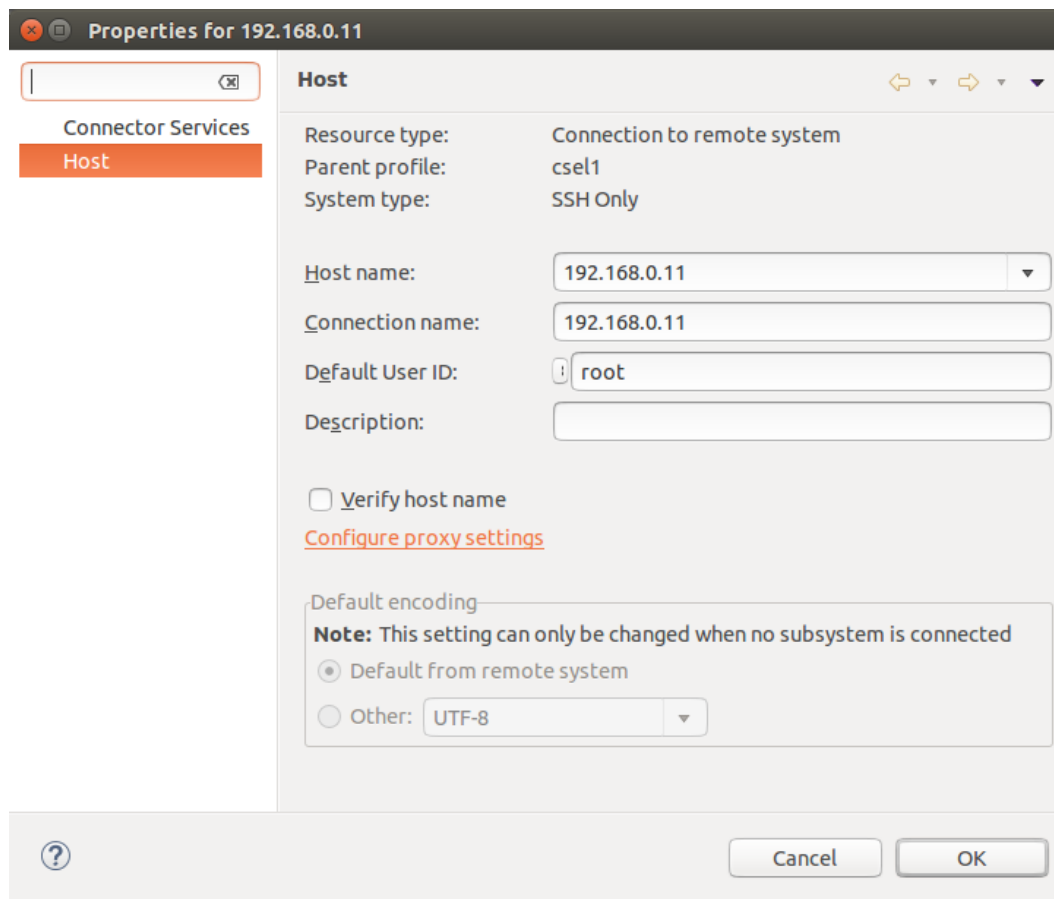 Properties for 192.168.0.11
Host
Connector Services
Host
Resource type: Connection to remote system
Parent profile: csel1
System type: SSH Only
Host name: 192.168.0.11
Connection name: 192.168.0.11
Default User ID: root
Description:
Verify host name
Configure proxy settings
Default encoding
Note: This setting can only be changed when no subsystem is connected
Default from remote system
Other: UTF-8
? Cancel OK